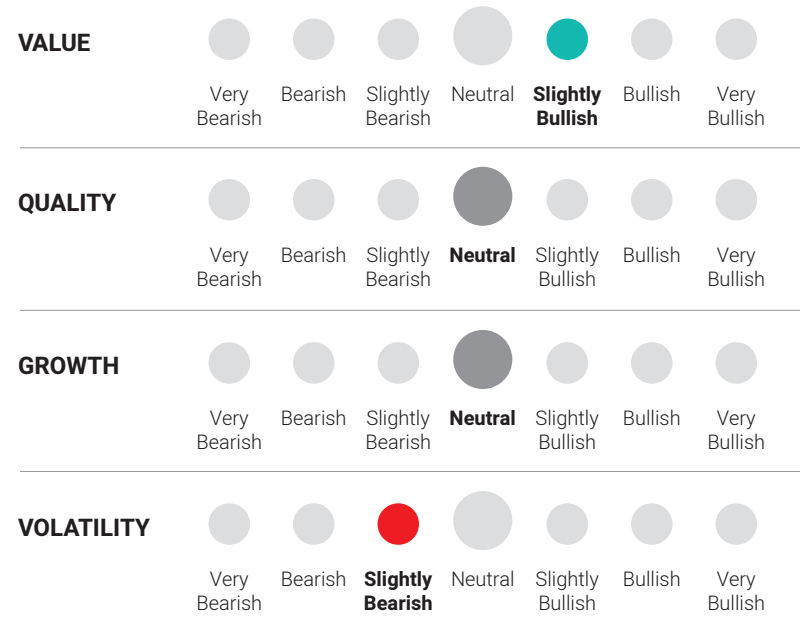 VALUE
Very Bearish Slightly Neutral Slightly Bullish Very
Bearish Bearish Bullish Bullish
QUALITY
Very Bearish Slightly Neutral Slightly Bullish Very
Bearish Bearish Bullish Bullish
GROWTH
Very Bearish Slightly Neutral Slightly Bullish Very
Bearish Bearish Bullish Bullish
VOLATILITY
Very Bearish Slightly Neutral Slightly Bullish Very
Bearish Bearish Bullish Bullish